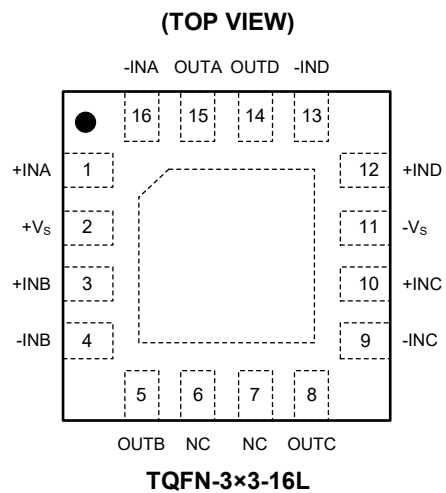 (TOP VIEW)
-INA OUTA OUTD -IND
16 15 14 13
+INA 1 12 +IND
+Vs 2 11 -Vs
+INB 3 10 +INC
-INB 4 9 -INC
5 6 7 8
OUTB NC NC OUTC
TQFN-3×3-16L